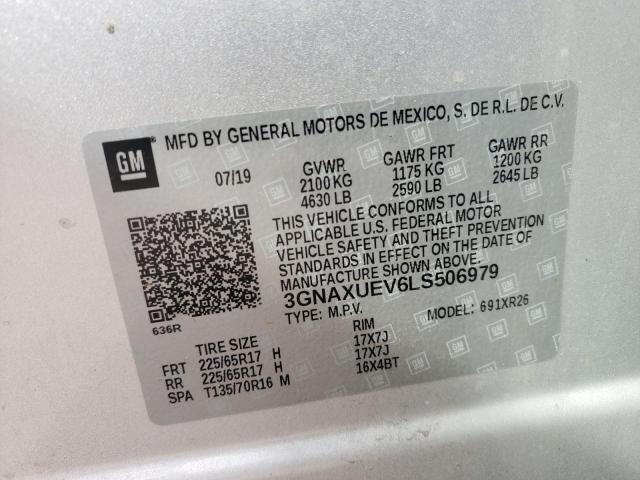 GM
MFD BY GENERAL MOTORS DE MEXICO, S. DE R.L. DE C.V.
07/19
GVWR
2100 KG
4630 LB
GAWR FRT
1175 KG
2590 LB
GAWR RR
1200 KG
2645 LB
THIS VEHICLE CONFORMS TO ALL
APPLICABLE U.S. FEDERAL MOTOR
VEHICLE SAFETY AND THEFT PREVENTION
STANDARDS IN EFFECT ON THE DATE OF
MANUFACTURE SHOWN ABOVE.
3GNAXUEV6LS506979
TYPE: M.P.V. MODEL: 691XR26
636R
TIRE SIZE RIM
FRT 225/65R17 H 17X7J
RR 225/65R17 H 17X7J
SPA T135/70R16 M 16X4BT